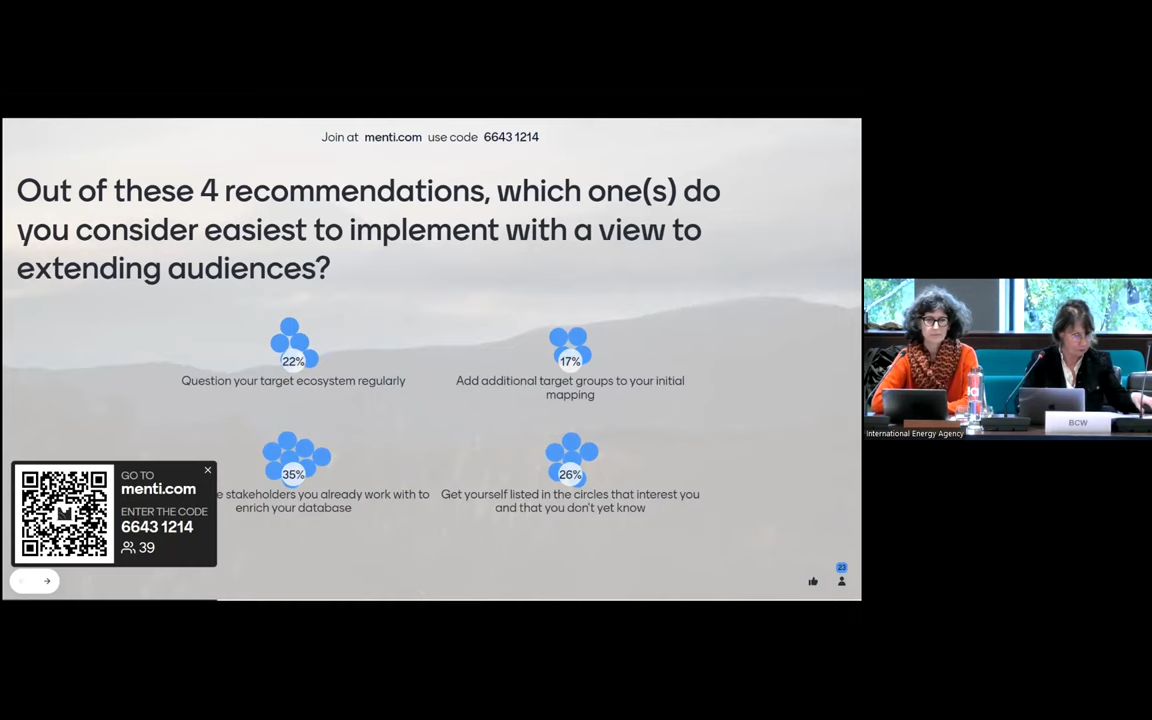 Join at menti.com use code 6643 1214
Out of these 4 recommendations, which one(s) do
you consider easiest to implement with a view to
extending audiences?
22%
Question your target ecosystem regularly
17%
Add additional target groups to your initial
mapping
35%
e stakeholders you already work with to
enrich your database
26%
Get yourself listed in the circles that interest you
and that you don't yet know
GO TO
menti.com
ENTER THE CODE
6643 1214
39
23
BCW
International Energy Agency